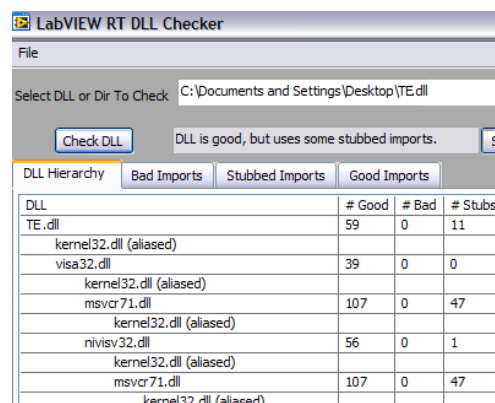 LabVIEW RT DLL Checker
File
Select DLL or Dir To Check C:\Documents and Settings\Desktop\TE.dll
Check DLL DLL is good, but uses some stubbed imports. S
DLL Hierarchy Bad Imports Stubbed Imports Good Imports
DLL # Good # Bad # Stubs
TE.dll 59 0 11
kernel32.dll (aliased)
visa32.dll 39 0 0
kernel32.dll (aliased)
msvcr71.dll 107 0 47
kernel32.dll (aliased)
nivisv32.dll 56 0 1
kernel32.dll (aliased)
msvcr71.dll 107 0 47
kernel32.dll (aliased)